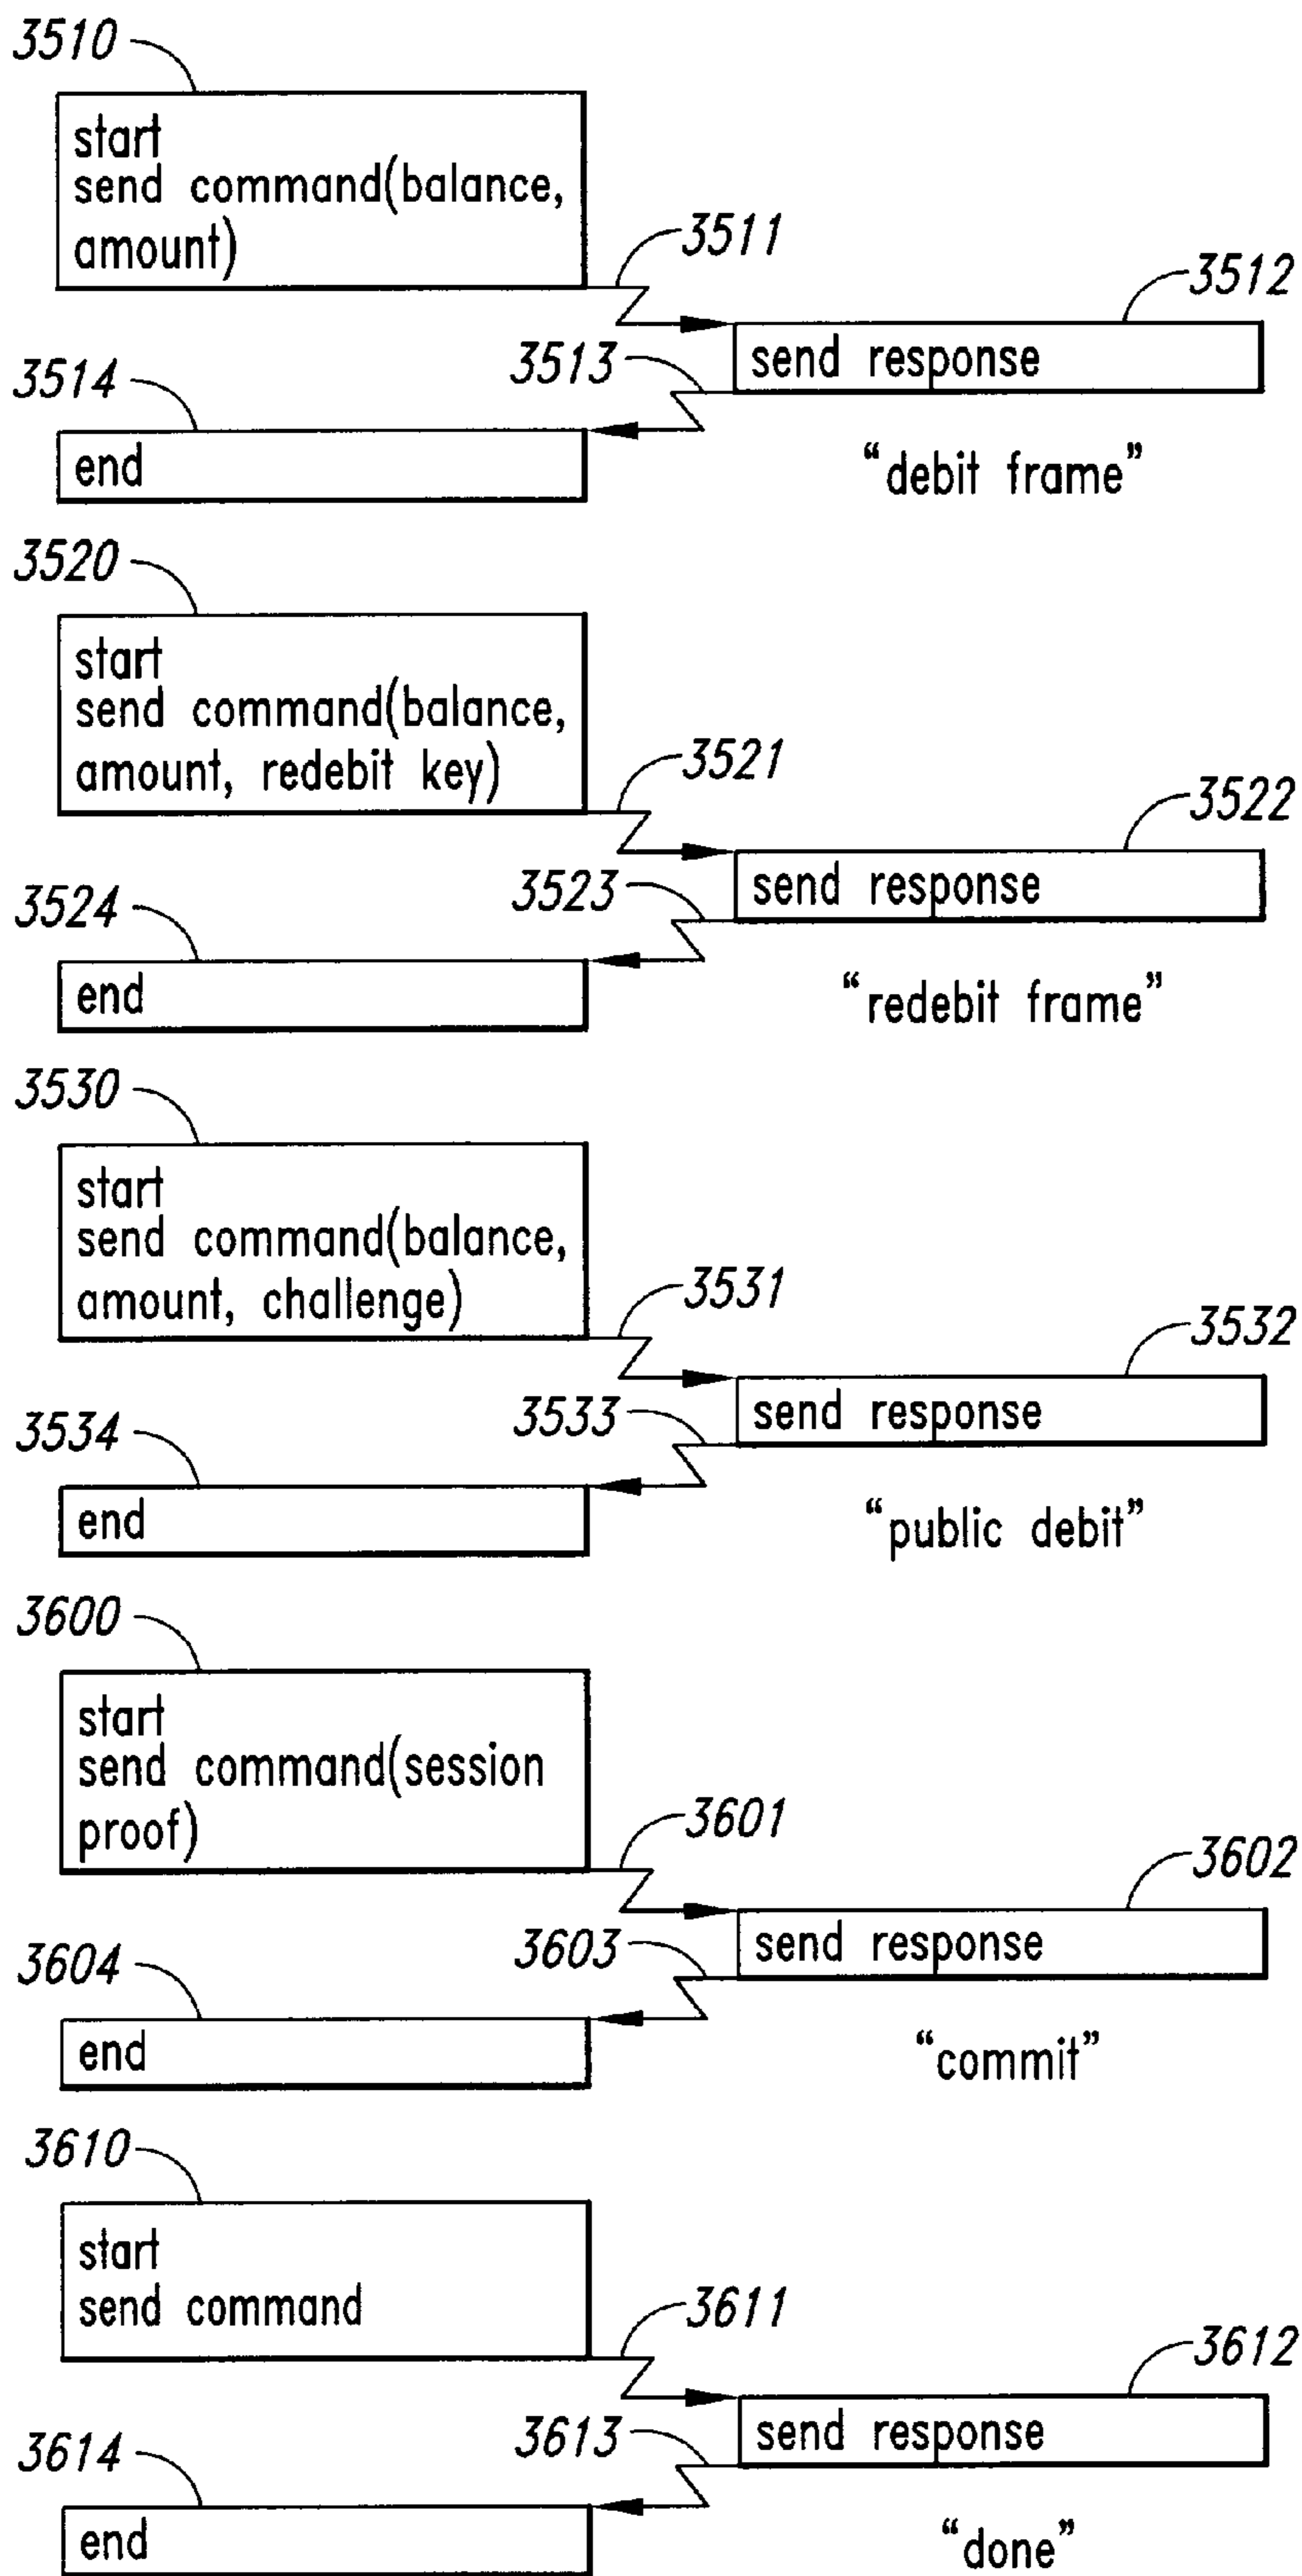 3510
start
send command(balance,
amount)
3511
3512
send response
3513
3514
end
“debit frame”
3520
start
send command(balance,
amount, redebit key)
3521
3522
send response
3523
3524
end
“redebit frame”
3530
start
send command(balance,
amount, challenge)
3531
3532
send response
3533
3534
end
“public debit”
3600
start
send command(session
proof)
3601
3602
send response
3603
3604
end
“commit”
3610
start
send command
3611
3612
send response
3613
3614
end
“done”